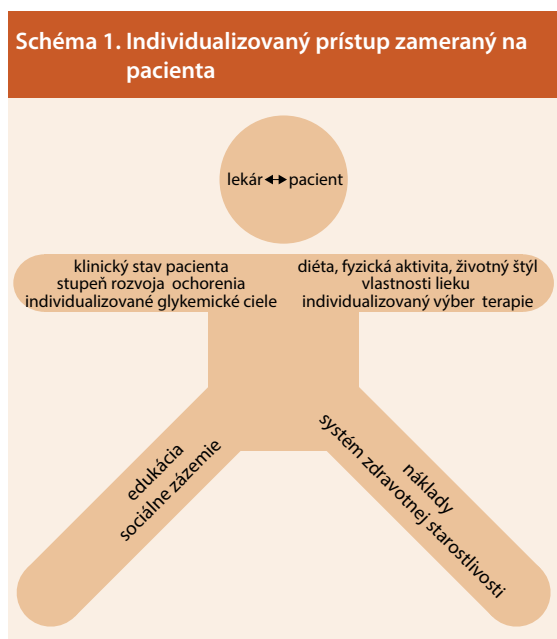 Schéma 1. Individualizovaný prístup zameraný na
pacienta
lekár ↔ pacient
klinický stav pacienta
stupeň rozvoja ochorenia
individualizované glykemické ciele
diéta, fyzická aktivita, životný štýl
vlastnosti lieku
individualizovaný výber terapie
edukácia
sociálne zázemie
náklady
systém zdravotnej starostlivosti